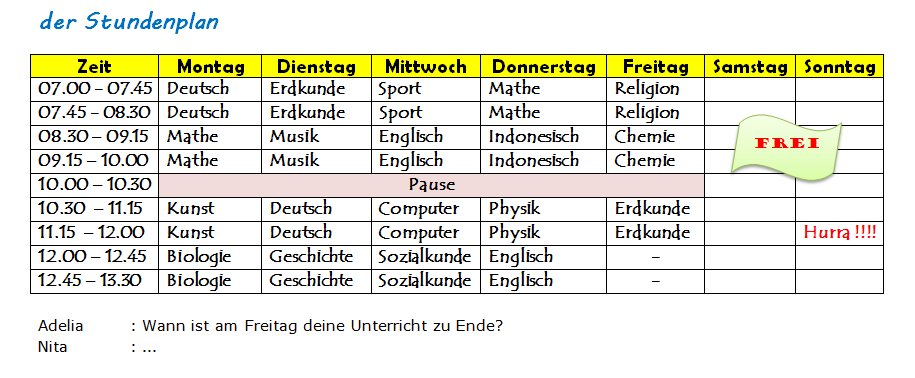 der Stundenplan
Zeit Montag Dienstag Mittwoch Donnerstag Freitag Samstag Sonntag
07.00 – 07.45 Deutsch Erdkunde Sport Mathe Religion
07.45 – 08.30 Deutsch Erdkunde Sport Mathe Religion
08.30 – 09.15 Mathe Musik Englisch Indonesisch Chemie
FREI
09.15 – 10.00 Mathe Musik Englisch Indonesisch Chemie
10.00 – 10.30 Pause
10.30 – 11.15 Kunst Deutsch Computer Physik Erdkunde
11.15 – 12.00 Kunst Deutsch Computer Physik Erdkunde Hurra !!!!
12.00 – 12.45 Biologie Geschichte Sozialkunde Englisch –
12.45 – 13.30 Biologie Geschichte Sozialkunde Englisch –
Adelia : Wann ist am Freitag deine Unterricht zu Ende?
Nita : ...